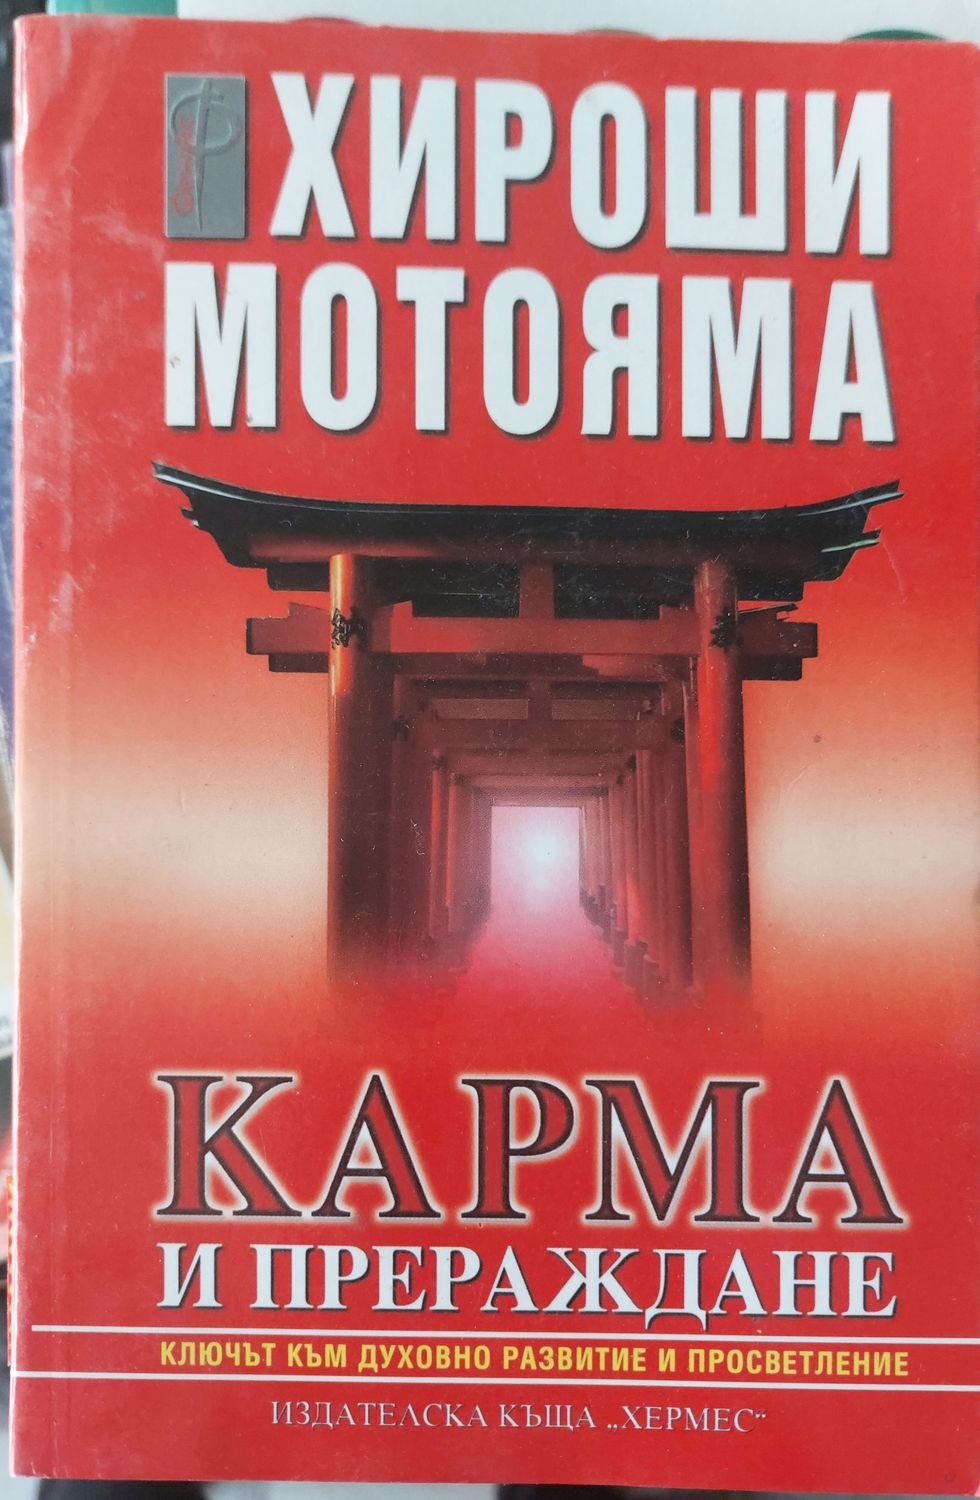 ХИРОШИ
МОТОЯМА
КАРМА
И ПРЕРАЖДАНЕ
КЛЮЧЪТ КЪМ ДУХОВНО РАЗВИТИЕ И ПРОСВЕТЛЕНИЕ
ИЗДАТЕЛСКА КЪЩА „ХЕРМЕС“